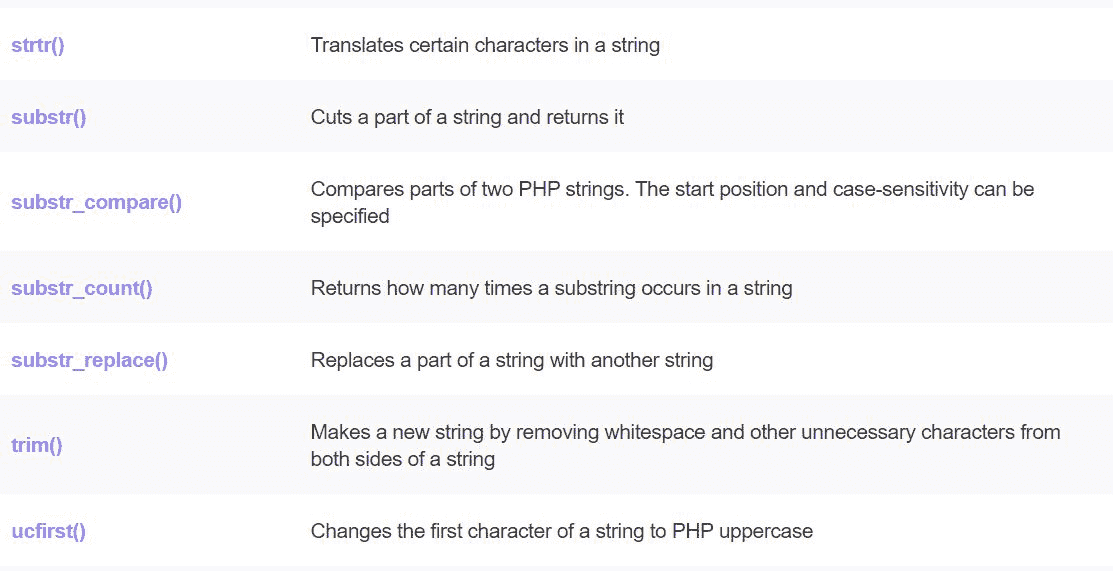 strtr() Translates certain characters in a string
substr() Cuts a part of a string and returns it
substr_compare() Compares parts of two PHP strings. The start position and case-sensitivity can be
specified
substr_count() Returns how many times a substring occurs in a string
substr_replace() Replaces a part of a string with another string
trim() Makes a new string by removing whitespace and other unnecessary characters from
both sides of a string
ucfirst() Changes the first character of a string to PHP uppercase